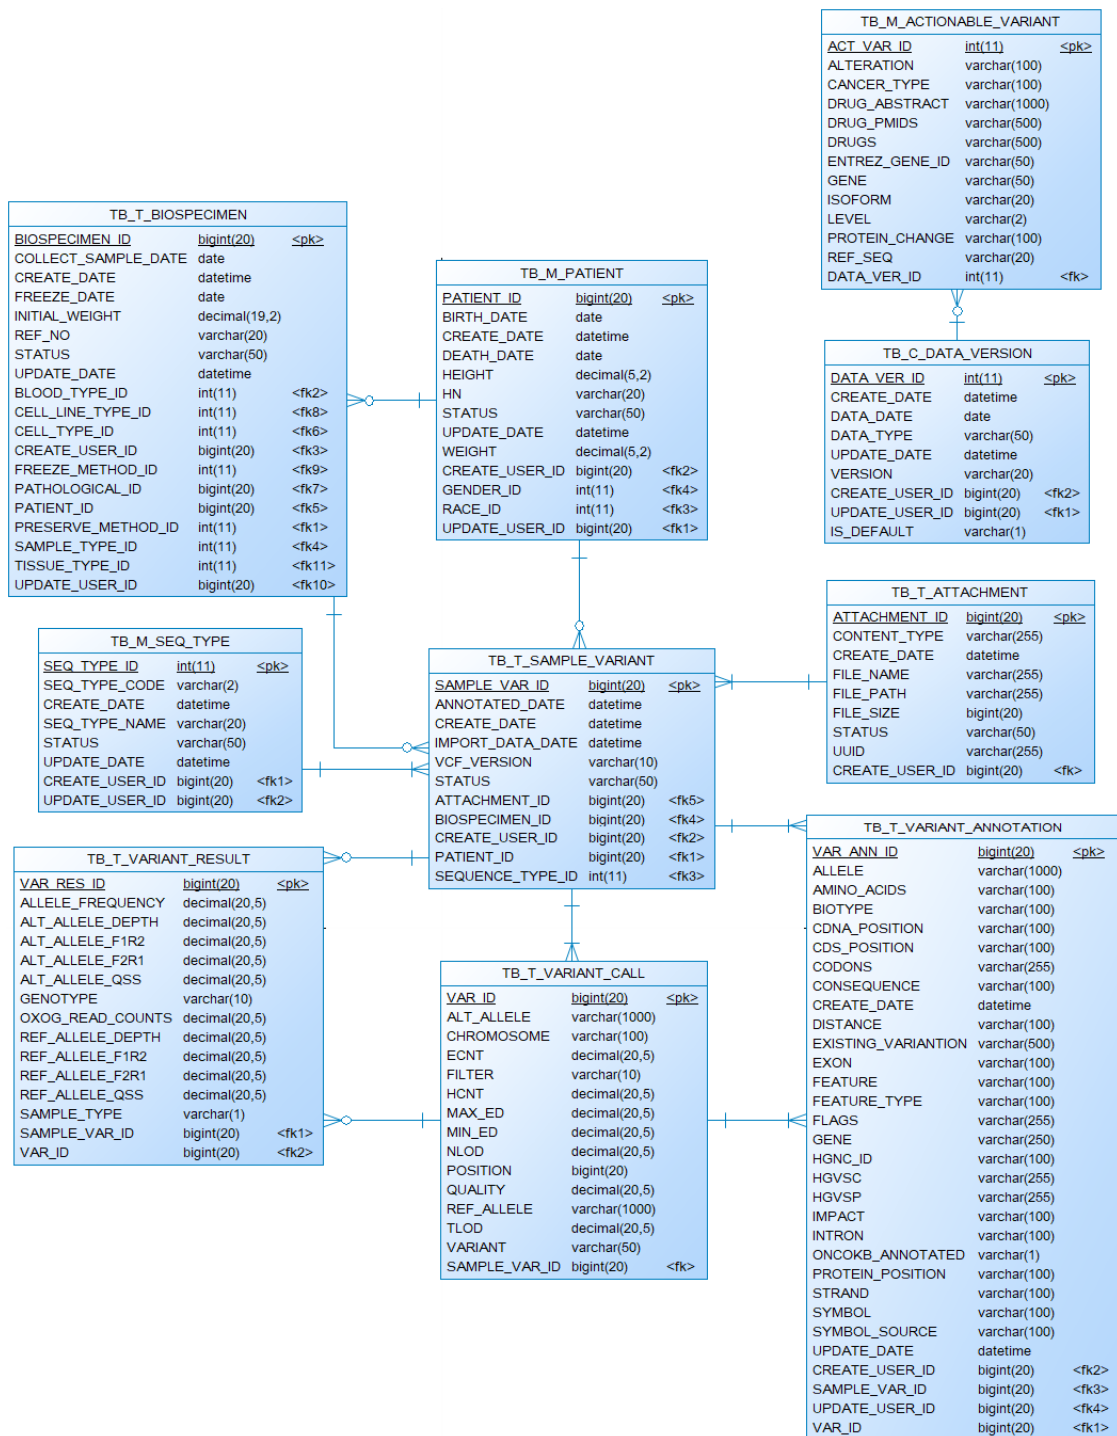 TB_M_ACTIONABLE_VARIANT
ACT_VAR_ID int(11) <pk>
ALTERATION varchar(100)
CANCER_TYPE varchar(100)
DRUG_ABSTRACT varchar(1000)
DRUG_PMIDS varchar(500)
DRUGS varchar(500)
ENTREZ_GENE_ID varchar(50)
GENE varchar(50)
ISOFORM varchar(20)
LEVEL varchar(2)
PROTEIN_CHANGE varchar(100)
REF_SEQ varchar(20)
DATA_VER_ID int(11) <fk>
TB_T_BIOSPECIMEN
BIOSPECIMEN_ID bigint(20) <pk>
COLLECT_SAMPLE_DATE date
CREATE_DATE datetime
FREEZE_DATE date
INITIAL_WEIGHT decimal(19,2)
REF_NO varchar(20)
STATUS varchar(50)
UPDATE_DATE datetime
BLOOD_TYPE_ID int(11) <fk2>
CELL_LINE_TYPE_ID int(11) <fk8>
CELL_TYPE_ID int(11) <fk6>
CREATE_USER_ID bigint(20) <fk3>
FREEZE_METHOD_ID int(11) <fk9>
PATHOLOGICAL_ID bigint(20) <fk7>
PATIENT_ID bigint(20) <fk5>
PRESERVE_METHOD_ID int(11) <fk1>
SAMPLE_TYPE_ID int(11) <fk4>
TISSUE_TYPE_ID int(11) <fk11>
UPDATE_USER_ID bigint(20) <fk10>
TB_M_PATIENT
PATIENT_ID bigint(20) <pk>
BIRTH_DATE date
CREATE_DATE datetime
DEATH_DATE date
HEIGHT decimal(5,2)
HN varchar(20)
STATUS varchar(50)
UPDATE_DATE datetime
WEIGHT decimal(5,2)
CREATE_USER_ID bigint(20) <fk2>
GENDER_ID int(11) <fk4>
RACE_ID int(11) <fk3>
UPDATE_USER_ID bigint(20) <fk1>
TB_C_DATA_VERSION
DATA_VER_ID int(11) <pk>
CREATE_DATE datetime
DATA_DATE date
DATA_TYPE varchar(50)
UPDATE_DATE datetime
VERSION varchar(20)
CREATE_USER_ID bigint(20) <fk2>
UPDATE_USER_ID bigint(20) <fk1>
IS_DEFAULT varchar(1)
TB_M_SEQ_TYPE
SEQ_TYPE_ID int(11) <pk>
SEQ_TYPE_CODE varchar(2)
CREATE_DATE datetime
SEQ_TYPE_NAME varchar(20)
STATUS varchar(50)
UPDATE_DATE datetime
CREATE_USER_ID bigint(20) <fk1>
UPDATE_USER_ID bigint(20) <fk2>
TB_T_SAMPLE_VARIANT
SAMPLE_VAR_ID bigint(20) <pk>
ANNOTATED_DATE datetime
CREATE_DATE datetime
IMPORT_DATA_DATE datetime
VCF_VERSION varchar(10)
STATUS varchar(50)
ATTACHMENT_ID bigint(20) <fk5>
BIOSPECIMEN_ID bigint(20) <fk4>
CREATE_USER_ID bigint(20) <fk2>
PATIENT_ID bigint(20) <fk1>
SEQUENCE_TYPE_ID int(11) <fk3>
TB_T_ATTACHMENT
ATTACHMENT_ID bigint(20) <pk>
CONTENT_TYPE varchar(255)
CREATE_DATE datetime
FILE_NAME varchar(255)
FILE_PATH varchar(255)
FILE_SIZE bigint(20)
STATUS varchar(50)
UUID varchar(255)
CREATE_USER_ID bigint(20) <fk>
TB_T_VARIANT_RESULT
VAR_RES_ID bigint(20) <pk>
ALLELE_FREQUENCY decimal(20,5)
ALT_ALLELE_DEPTH decimal(20,5)
ALT_ALLELE_F1R2 decimal(20,5)
ALT_ALLELE_F2R1 decimal(20,5)
ALT_ALLELE_QSS decimal(20,5)
GENOTYPE varchar(10)
OXOG_READ_COUNTS decimal(20,5)
REF_ALLELE_DEPTH decimal(20,5)
REF_ALLELE_F1R2 decimal(20,5)
REF_ALLELE_F2R1 decimal(20,5)
REF_ALLELE_QSS decimal(20,5)
SAMPLE_TYPE varchar(1)
SAMPLE_VAR_ID bigint(20) <fk1>
VAR_ID bigint(20) <fk2>
TB_T_VARIANT_CALL
VAR_ID bigint(20) <pk>
ALT_ALLELE varchar(1000)
CHROMOSOME varchar(100)
ECNT decimal(20,5)
FILTER varchar(10)
HCNT decimal(20,5)
MAX_ED decimal(20,5)
MIN_ED decimal(20,5)
NLOD decimal(20,5)
POSITION bigint(20)
QUALITY decimal(20,5)
REF_ALLELE varchar(1000)
TLOD decimal(20,5)
VARIANT varchar(50)
SAMPLE_VAR_ID bigint(20) <fk>
TB_T_VARIANT_ANNOTATION
VAR_ANN_ID bigint(20) <pk>
ALLELE varchar(1000)
AMINO_ACIDS varchar(100)
BIOTYPE varchar(100)
CDNA_POSITION varchar(100)
CDS_POSITION varchar(100)
CODONS varchar(255)
CONSEQUENCE varchar(100)
CREATE_DATE datetime
DISTANCE varchar(100)
EXISTING_VARIANTION varchar(500)
EXON varchar(100)
FEATURE varchar(100)
FEATURE_TYPE varchar(100)
FLAGS varchar(255)
GENE varchar(250)
HGNC_ID varchar(100)
HGVSC varchar(255)
HGVSP varchar(255)
IMPACT varchar(100)
INTRON varchar(100)
ONCOKB_ANNOTATED varchar(1)
PROTEIN_POSITION varchar(100)
STRAND varchar(100)
SYMBOL varchar(100)
SYMBOL_SOURCE varchar(100)
UPDATE_DATE datetime
CREATE_USER_ID bigint(20) <fk2>
SAMPLE_VAR_ID bigint(20) <fk3>
UPDATE_USER_ID bigint(20) <fk4>
VAR_ID bigint(20) <fk1>